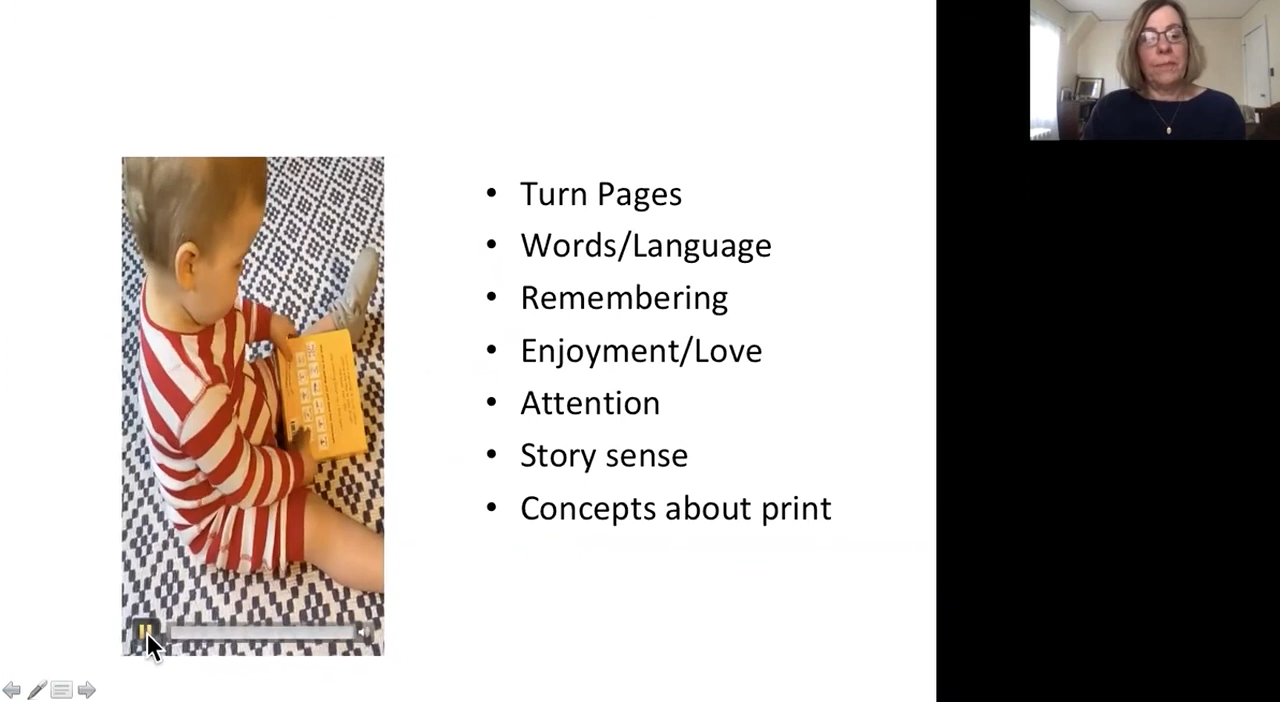 • Turn Pages
• Words/Language
• Remembering
• Enjoyment/Love
• Attention
• Story sense
• Concepts about print